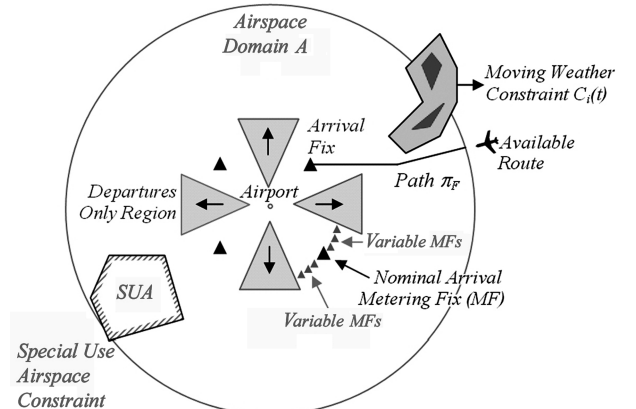 Airspace
Domain A
Moving Weather
Constraint Cᵢ(t)
Arrival
Fix
Available
Route
Path πF
Departures
Only Region
Airport
Variable MFs
Nominal Arrival
Metering Fix (MF)
SUA
Variable MFs
Special Use
Airspace
Constraint